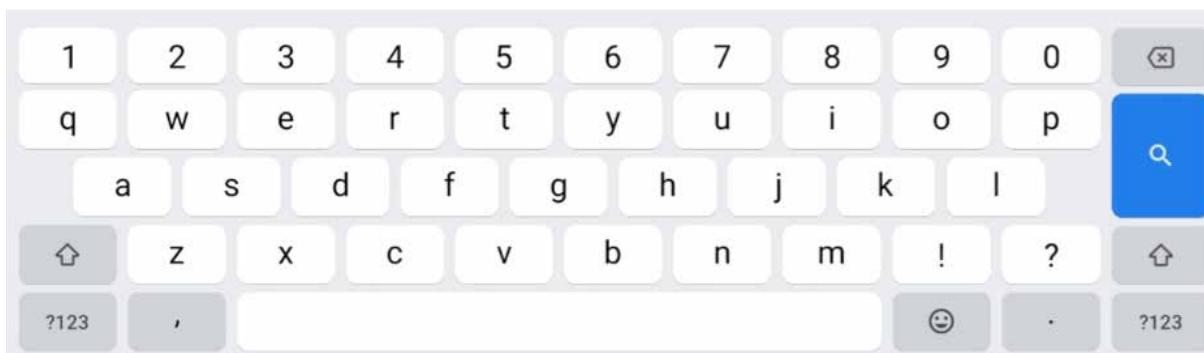 1 2 3 4 5 6 7 8 9 0
q w e r t y u i o p
a s d f g h j k l
z x c v b n m ! ?
?123 , . ?123